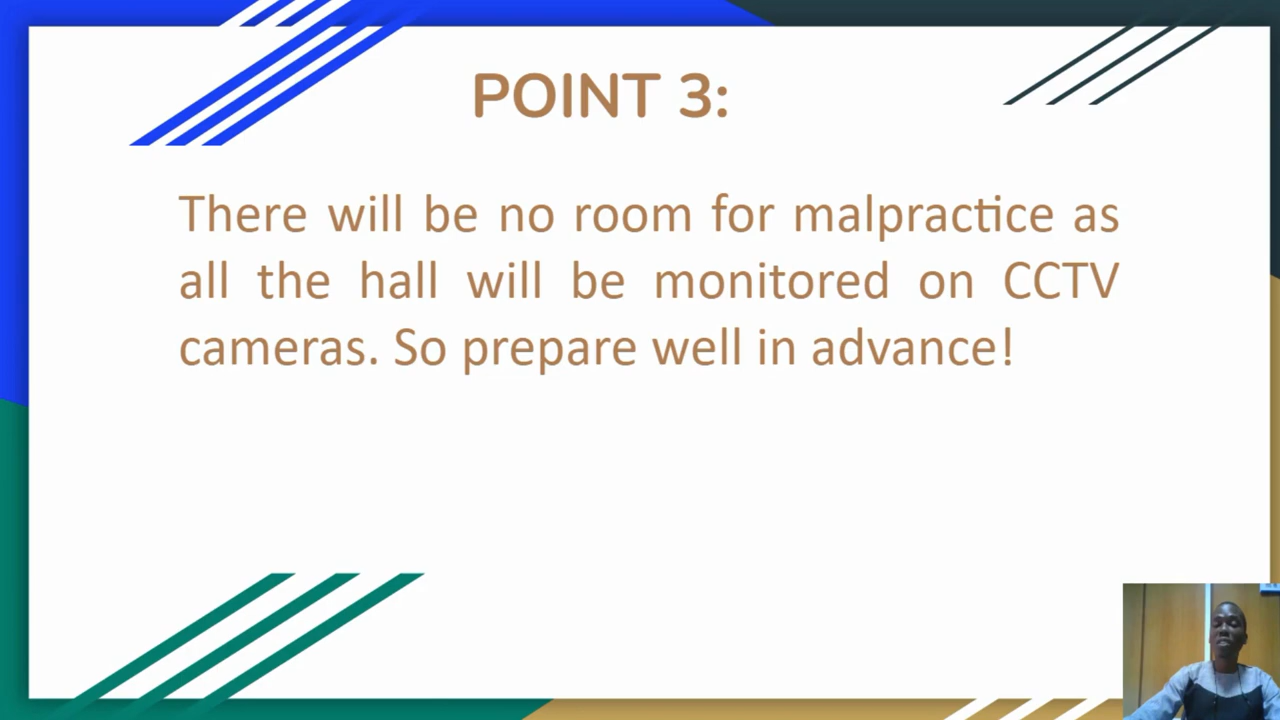 POINT 3:
There will be no room for malpractice as
all the hall will be monitored on CCTV
cameras. So prepare well in advance!